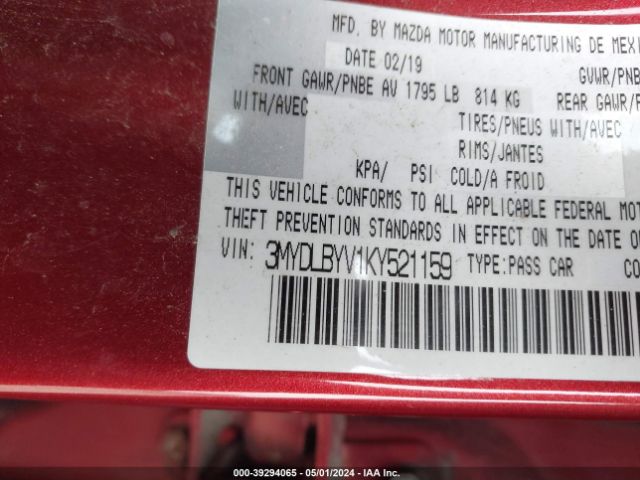 MFD. BY MAZDA MOTOR MANUFACTURING DE MEXI
DATE 02/19
GVWR/PNB
FRONT GAWR/PNBE AV 1795 LB 814 KG
REAR GAWR/P
WITH/AVEC
TIRES/PNEUS WITH/AVEC
RIMS/JANTES
KPA/ PSI COLD/A FROID
THIS VEHICLE CONFORMS TO ALL APPLICABLE FEDERAL MOT
THEFT PREVENTION STANDARDS IN EFFECT ON THE DATE O
VIN: 3MYDLBYV1KY521159 TYPE:PASS CAR CO
000-39294065 - 05/01/2024 - IAA Inc.